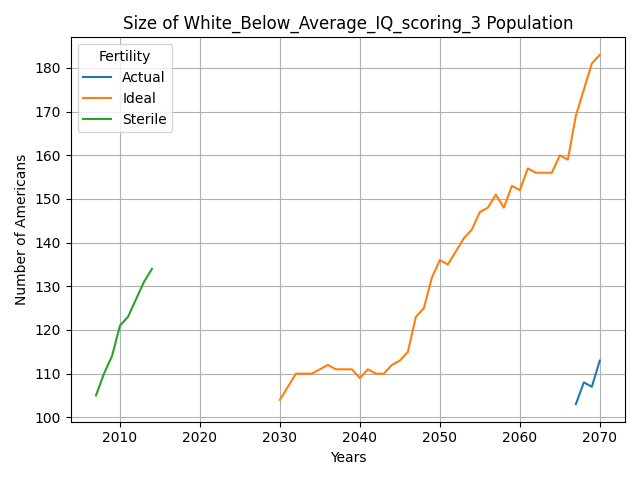 Size of White_Below_Average_IQ_scoring_3 Population
Fertility
Actual
Ideal
Sterile
Number of Americans
180
170
160
150
140
130
120
110
100
2010 2020 2030 2040 2050 2060 2070
Years